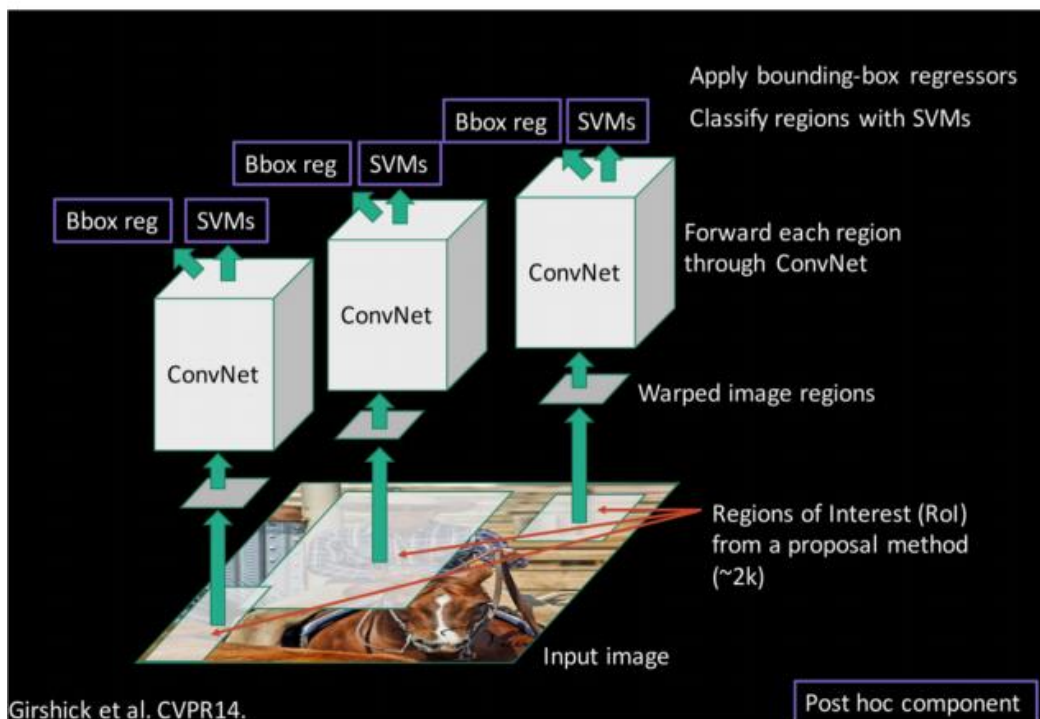 Apply bounding-box regressors
Bbox reg
SVMs
Classify regions with SVMs
Bbox reg
SVMs
Bbox reg
SVMs
Forward each region
through ConvNet
ConvNet
ConvNet
ConvNet
Warped image regions
Regions of Interest (RoI)
from a proposal method
(~2k)
Input image
Girshick et al. CVPR14.
Post hoc component